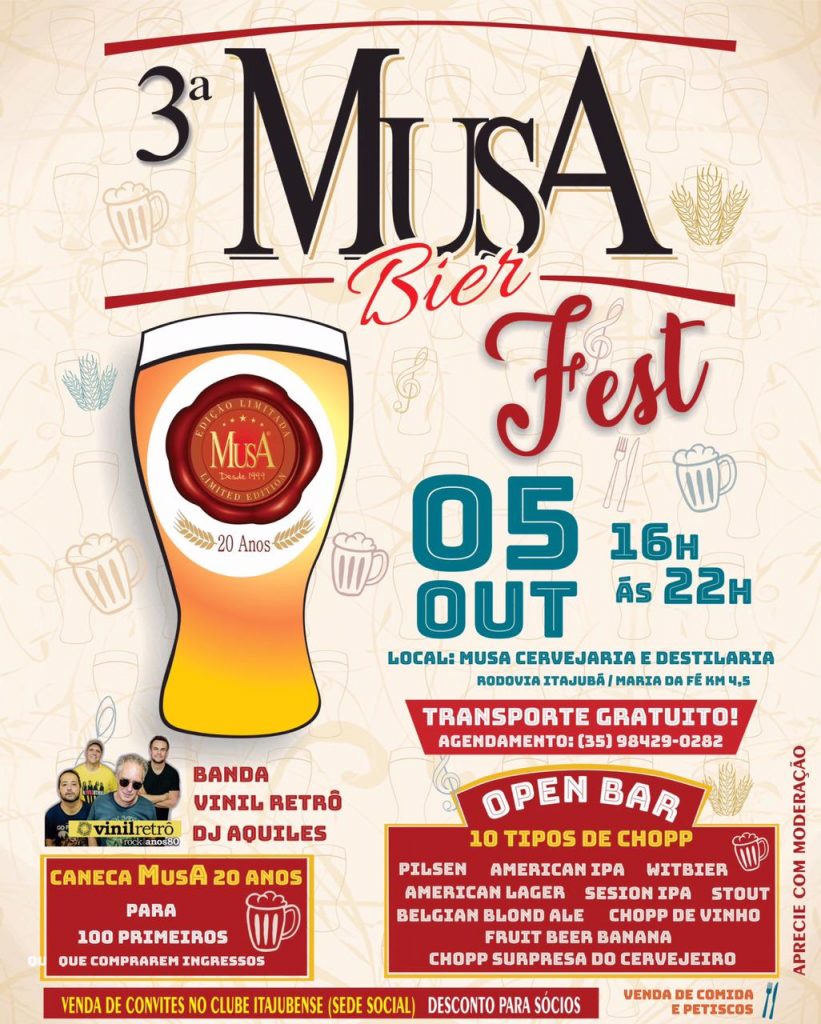 3ª MUSA
Bier
Fest
EDIÇÃO LIMITADA
MUSA
Desde 1999
LIMITED EDITION
20 Anos
05
OUT
16H
ÁS 22H
LOCAL: MUSA CERVEJARIA E DESTILARIA
RODOVIA ITAJUBÁ / MARIA DA FÉ KM 4,5
TRANSPORTE GRATUITO!
AGENDAMENTO: (35) 98429-0282
BANDA
VINIL RETRÔ
DJ AQUILES
vinilretrô
rock anos80
CANECA MUSA 20 ANOS
PARA
100 PRIMEIROS
QU QUE COMPRAREM INGRESSOS
OPEN BAR
10 TIPOS DE CHOPP
PILSEN AMERICAN IPA WITBIER
AMERICAN LAGER SESION IPA STOUT
BELGIAN BLOND ALE CHOPP DE VINHO
FRUIT BEER BANANA
CHOPP SURPRESA DO CERVEJEIRO
APRECIE COM MODERAÇÃO
VENDA DE CONVITES NO CLUBE ITAJUBENSE (SEDE SOCIAL) DESCONTO PARA SÓCIOS
VENDA DE COMIDA
E PETISCOS